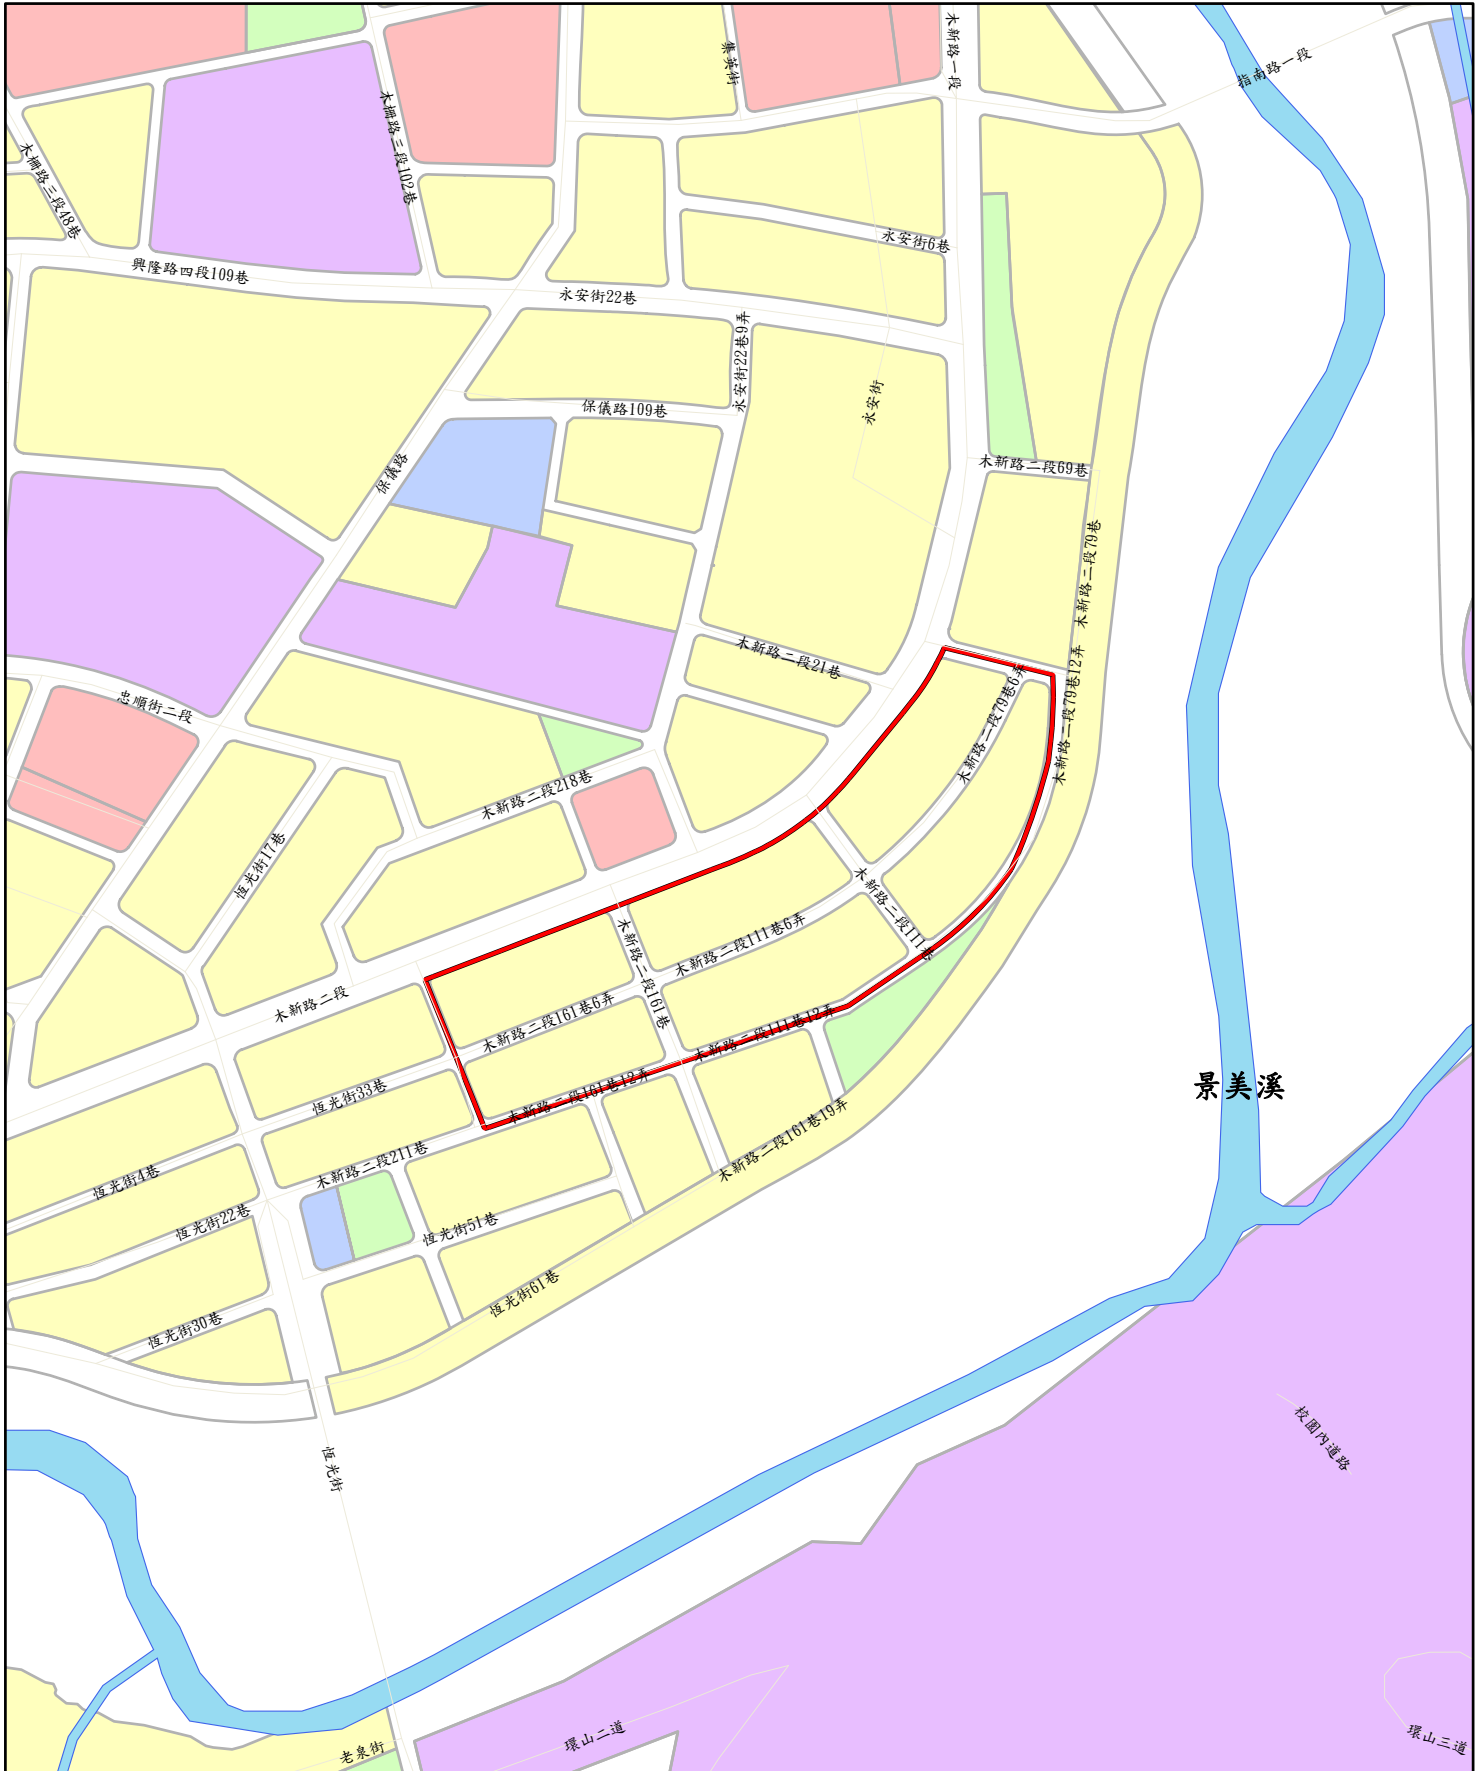 集英街
木新路一段
指南路一段
木柵路三段102巷
木柵路三段48巷
永安街6巷
興隆路四段109巷
永安街22巷
永安街22巷9弄
永安街
保儀路109巷
保儀路
木新路二段69巷
木新路二段79巷
木新路二段21巷
木新路二段79巷6弄
木新路二段79巷12弄
忠順街二段
木新路二段218巷
恆光街17巷
木新路二段111巷
木新路二段111巷6弄
木新路二段161巷
木新路二段
木新路二段161巷6弄
木新路二段111巷12弄
恆光街33巷
木新路二段161巷12弄
景美溪
木新路二段161巷19弄
恆光街4巷
木新路二段211巷
恆光街22巷
恆光街51巷
恆光街61巷
恆光街30巷
恆光街
校園內道路
環山二道
環山三道
老泉街